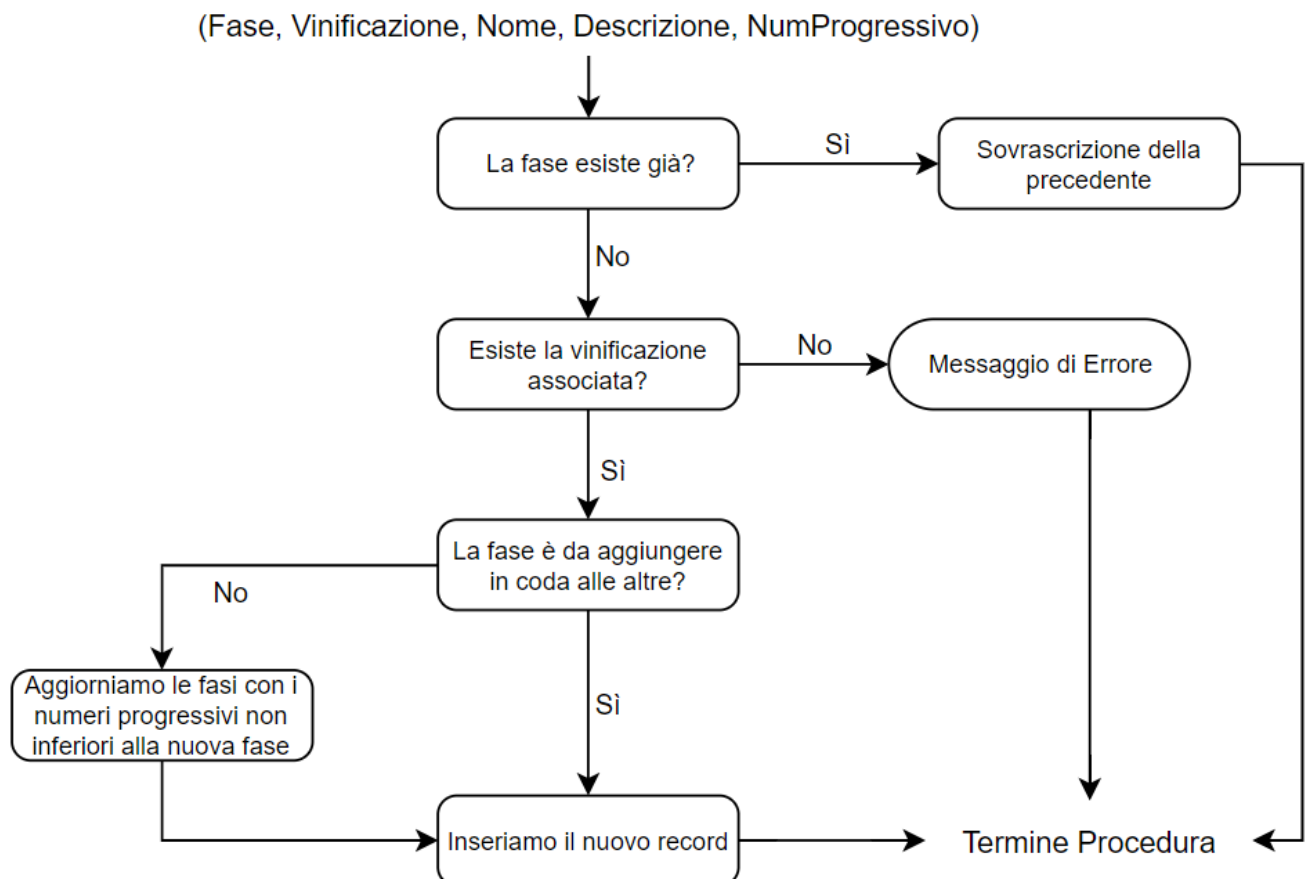 (Fase, Vinificazione, Nome, Descrizione, NumProgressivo)
La fase esiste già?
Sì
Sovrascrizione della
precedente
No
Esiste la vinificazione
associata?
No
Messaggio di Errore
Sì
La fase è da aggiungere
in coda alle altre?
No
Aggiorniamo le fasi con i
numeri progressivi non
inferiori alla nuova fase
Sì
Inseriamo il nuovo record
Termine Procedura